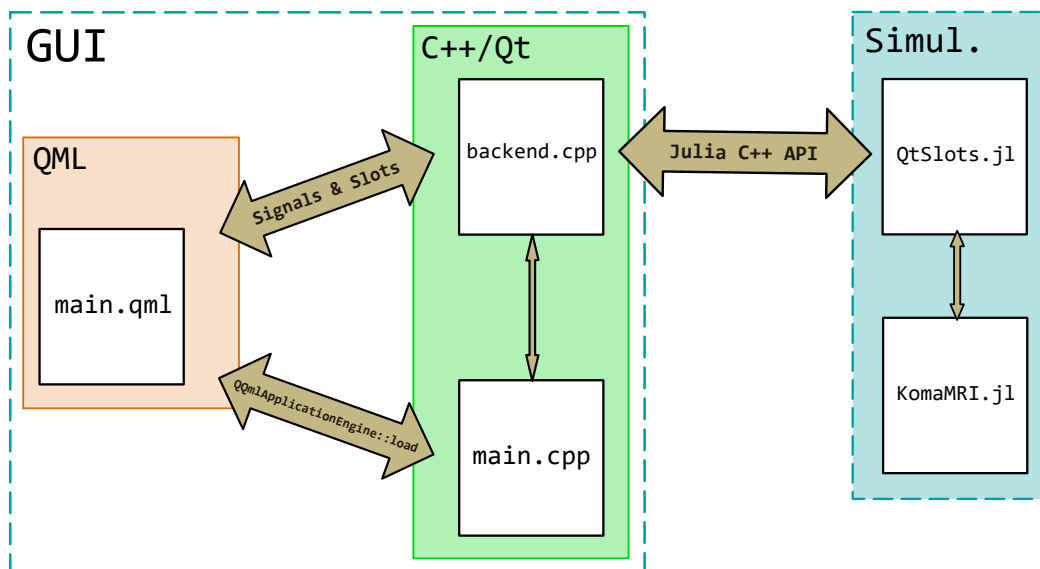 GUI
C++/Qt
Simul.
QML
backend.cpp
Julia C++ API
QtSlots.jl
Signals & Slots
main.qml
QQmlApplicationEngine::load
main.cpp
KomaMRI.jl